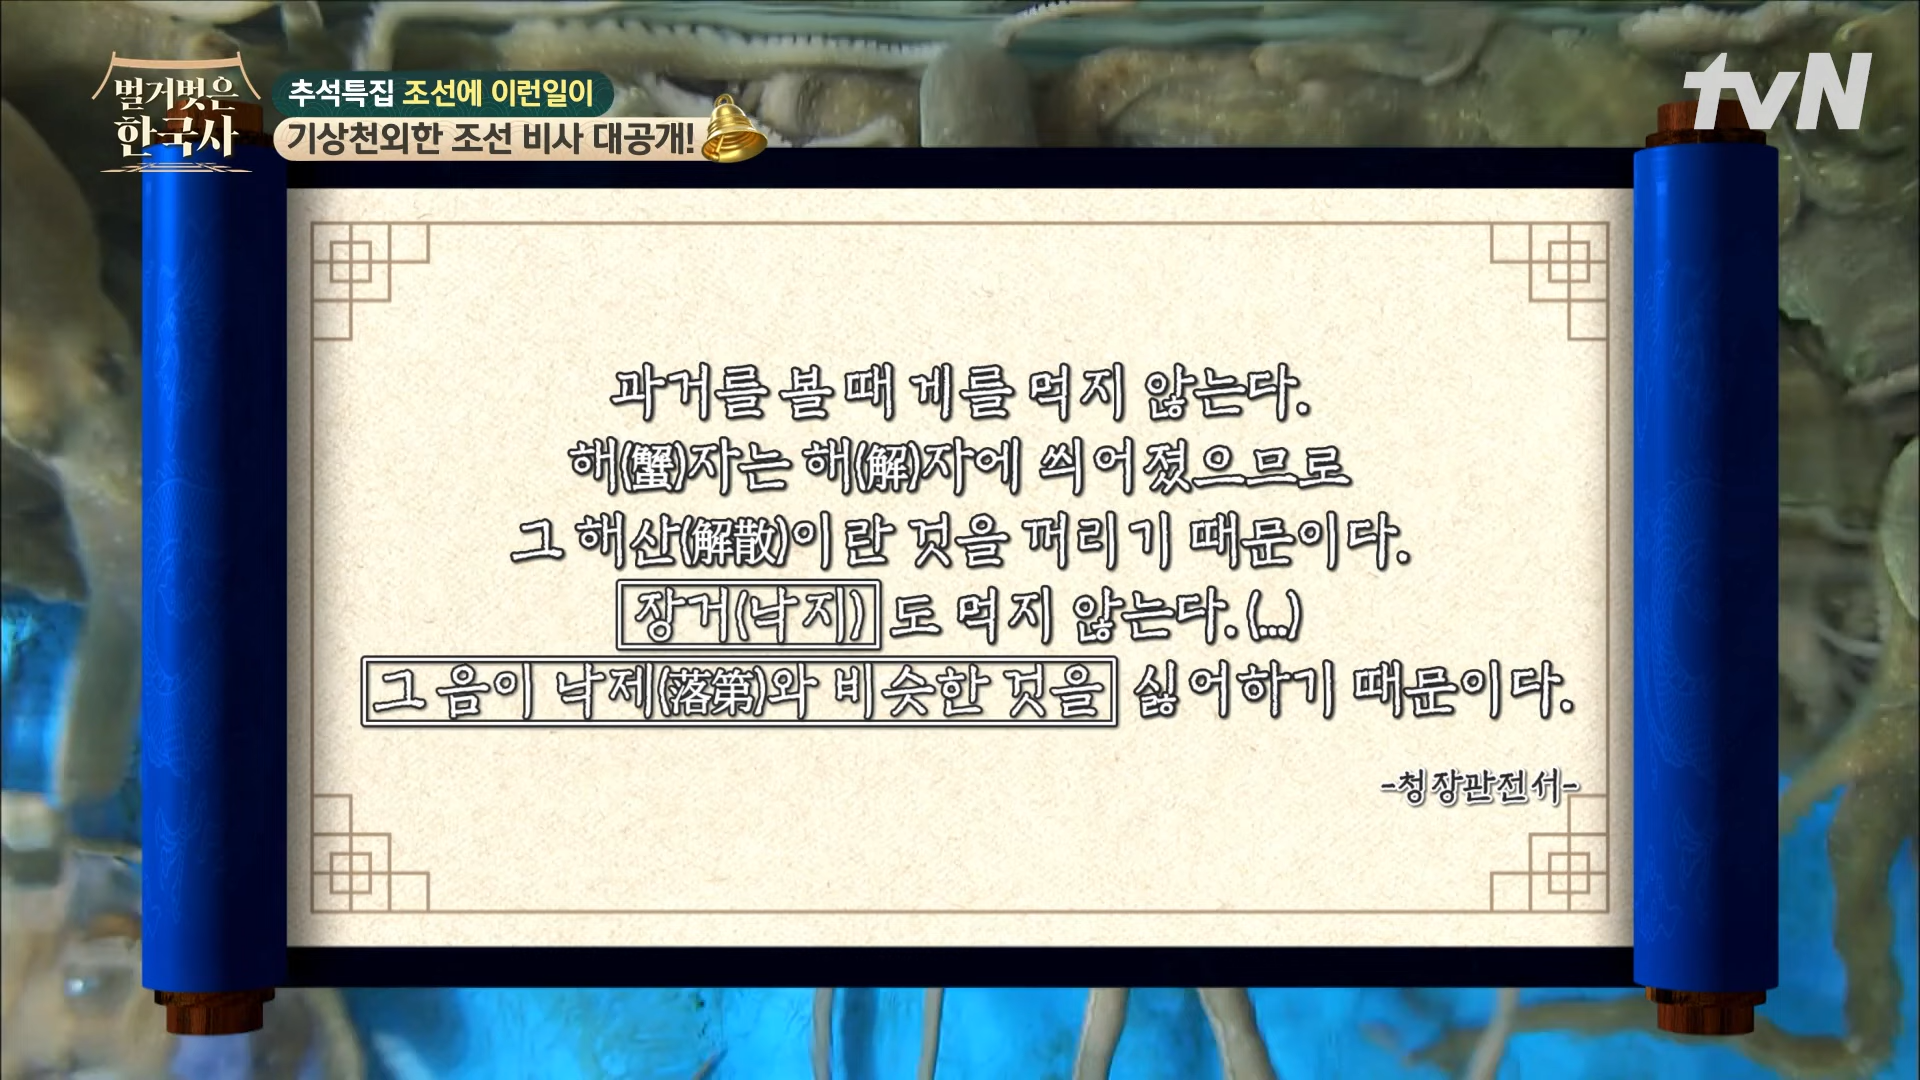 벌거벗은
한국사
추석특집 조선에 이런일이
기상천외한 조선 비사 대공개!
tvN
과거를 볼 때 게를 먹지 않는다.
해(蟹)자는 해(解)자에 씌어졌으므로
그 해산(解散)이란 것을 꺼리기 때문이다.
장거(낙지)도 먹지 않는다.(...)
그 음이 낙제(落第)와 비슷한 것을 싫어하기 때문이다.
-청장관전서-